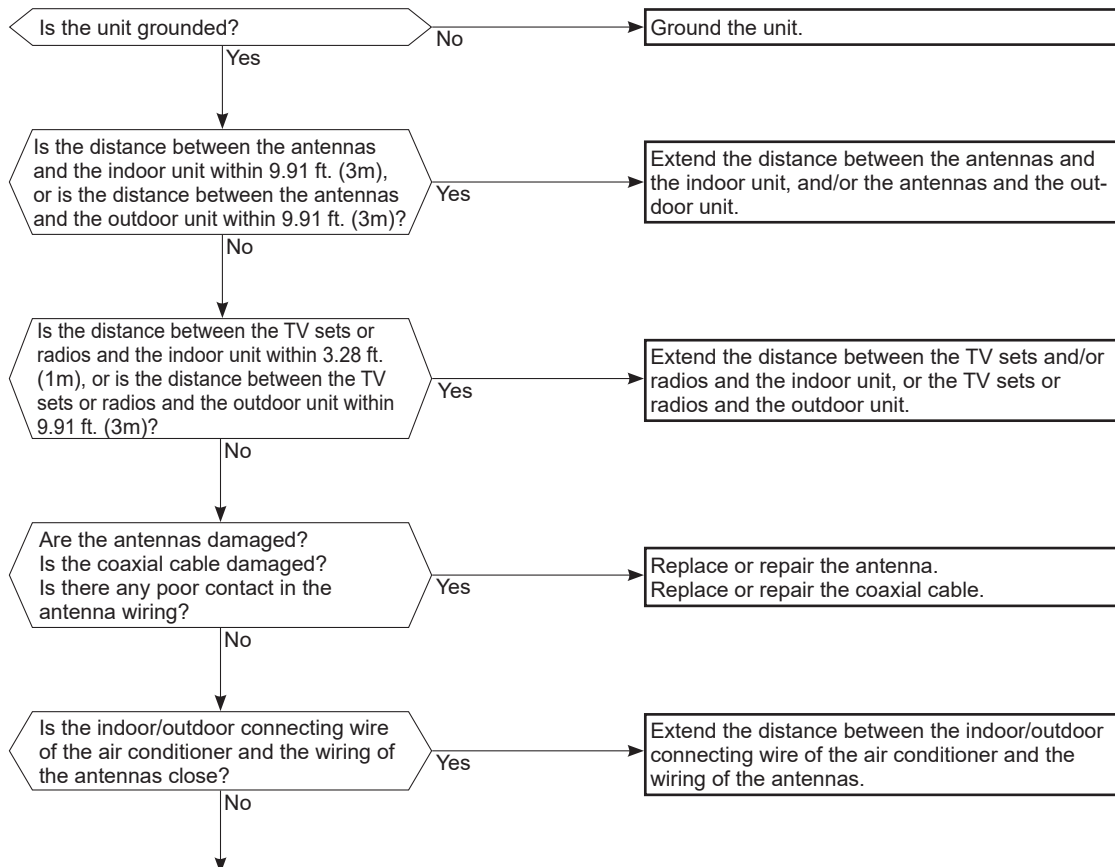 Is the unit grounded?
No
Ground the unit.
Yes
Is the distance between the antennas
and the indoor unit within 9.91 ft. (3m),
or is the distance between the antennas
and the outdoor unit within 9.91 ft. (3m)?
Yes
Extend the distance between the antennas and
the indoor unit, and/or the antennas and the out-
door unit.
No
Is the distance between the TV sets or
radios and the indoor unit within 3.28 ft.
(1m), or is the distance between the TV
sets or radios and the outdoor unit within
9.91 ft. (3m)?
Yes
Extend the distance between the TV sets and/or
radios and the indoor unit, or the TV sets or
radios and the outdoor unit.
No
Are the antennas damaged?
Is the coaxial cable damaged?
Is there any poor contact in the
antenna wiring?
Yes
Replace or repair the antenna.
Replace or repair the coaxial cable.
No
Is the indoor/outdoor connecting wire
of the air conditioner and the wiring of
the antennas close?
Yes
Extend the distance between the indoor/outdoor
connecting wire of the air conditioner and the
wiring of the antennas.
No